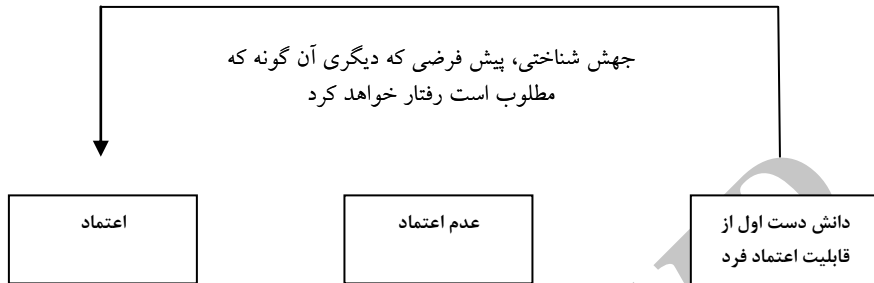 جهش شناختی، پیش فرضی که دیگری آن گونه که
مطلوب است رفتار خواهد کرد
دانش دست اول از
قابلیت اعتماد فرد
عدم اعتماد
اعتماد